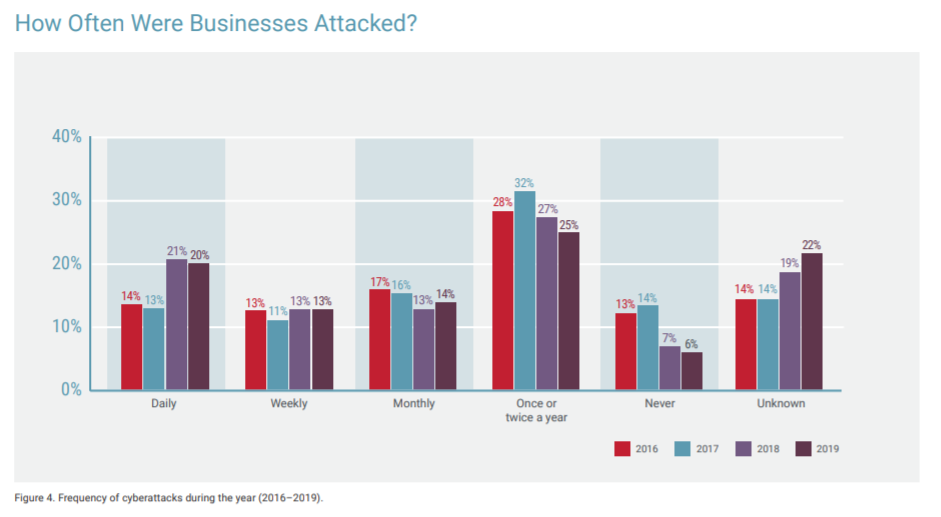 How Often Were Businesses Attacked?
40%
30%
20%
10%
0%
14% 13% 21% 20%
13% 11% 13% 13%
17% 16% 13% 14%
28% 32% 27% 25%
13% 14% 7% 6%
14% 14% 19% 22%
Daily
Weekly
Monthly
Once or
twice a year
Never
Unknown
2016 2017 2018 2019
Figure 4. Frequency of cyberattacks during the year (2016–2019).